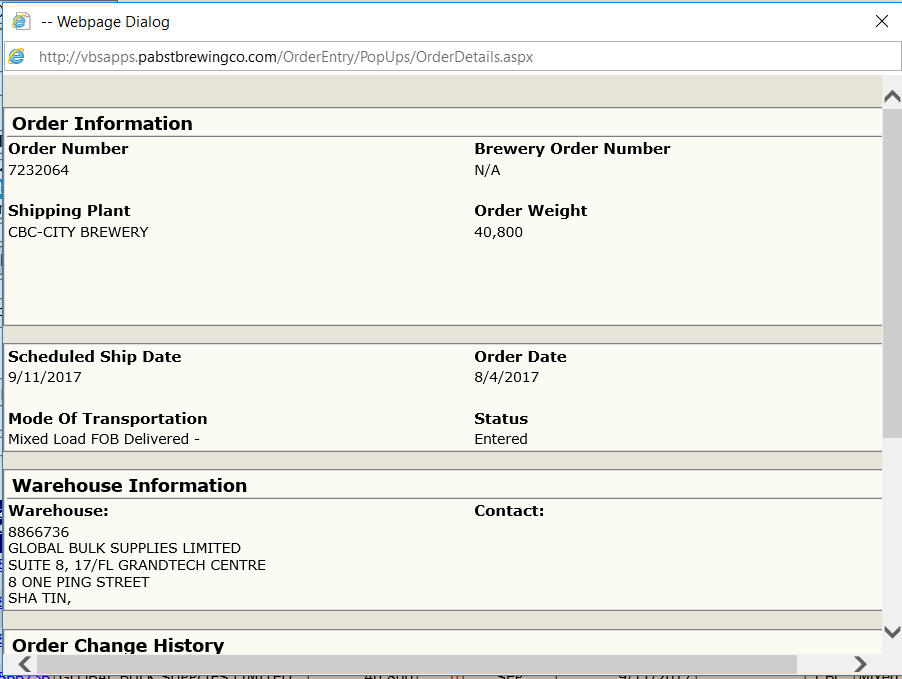 -- Webpage Dialog
http://vbsapps.pabstbrewingco.com/OrderEntry/PopUps/OrderDetails.aspx
Order Information
Order Number
Brewery Order Number
7232064
N/A
Shipping Plant
Order Weight
CBC-CITY BREWERY
40,800
Scheduled Ship Date
Order Date
9/11/2017
8/4/2017
Mode Of Transportation
Status
Mixed Load FOB Delivered -
Entered
Warehouse Information
Warehouse:
Contact:
8866736
GLOBAL BULK SUPPLIES LIMITED
SUITE 8, 17/FL GRANDTECH CENTRE
8 ONE PING STREET
SHA TIN,
Order Change History